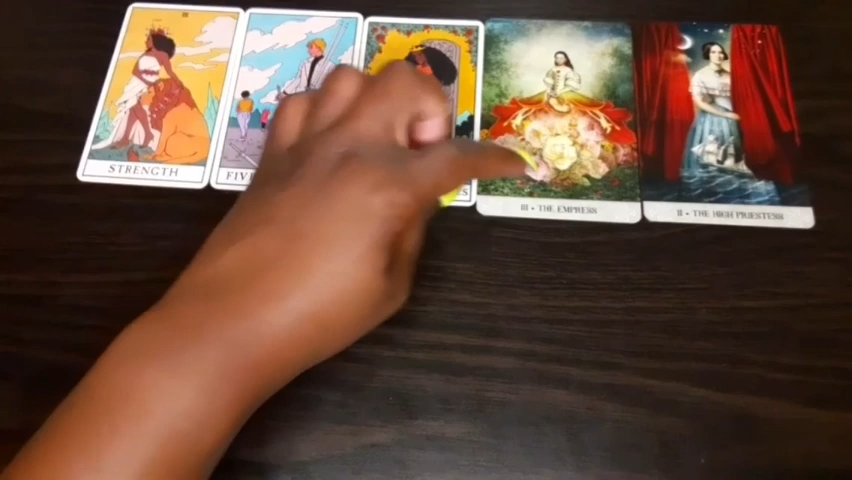 STRENGTH
III • THE EMPRESS
II • THE HIGH PRIESTESS